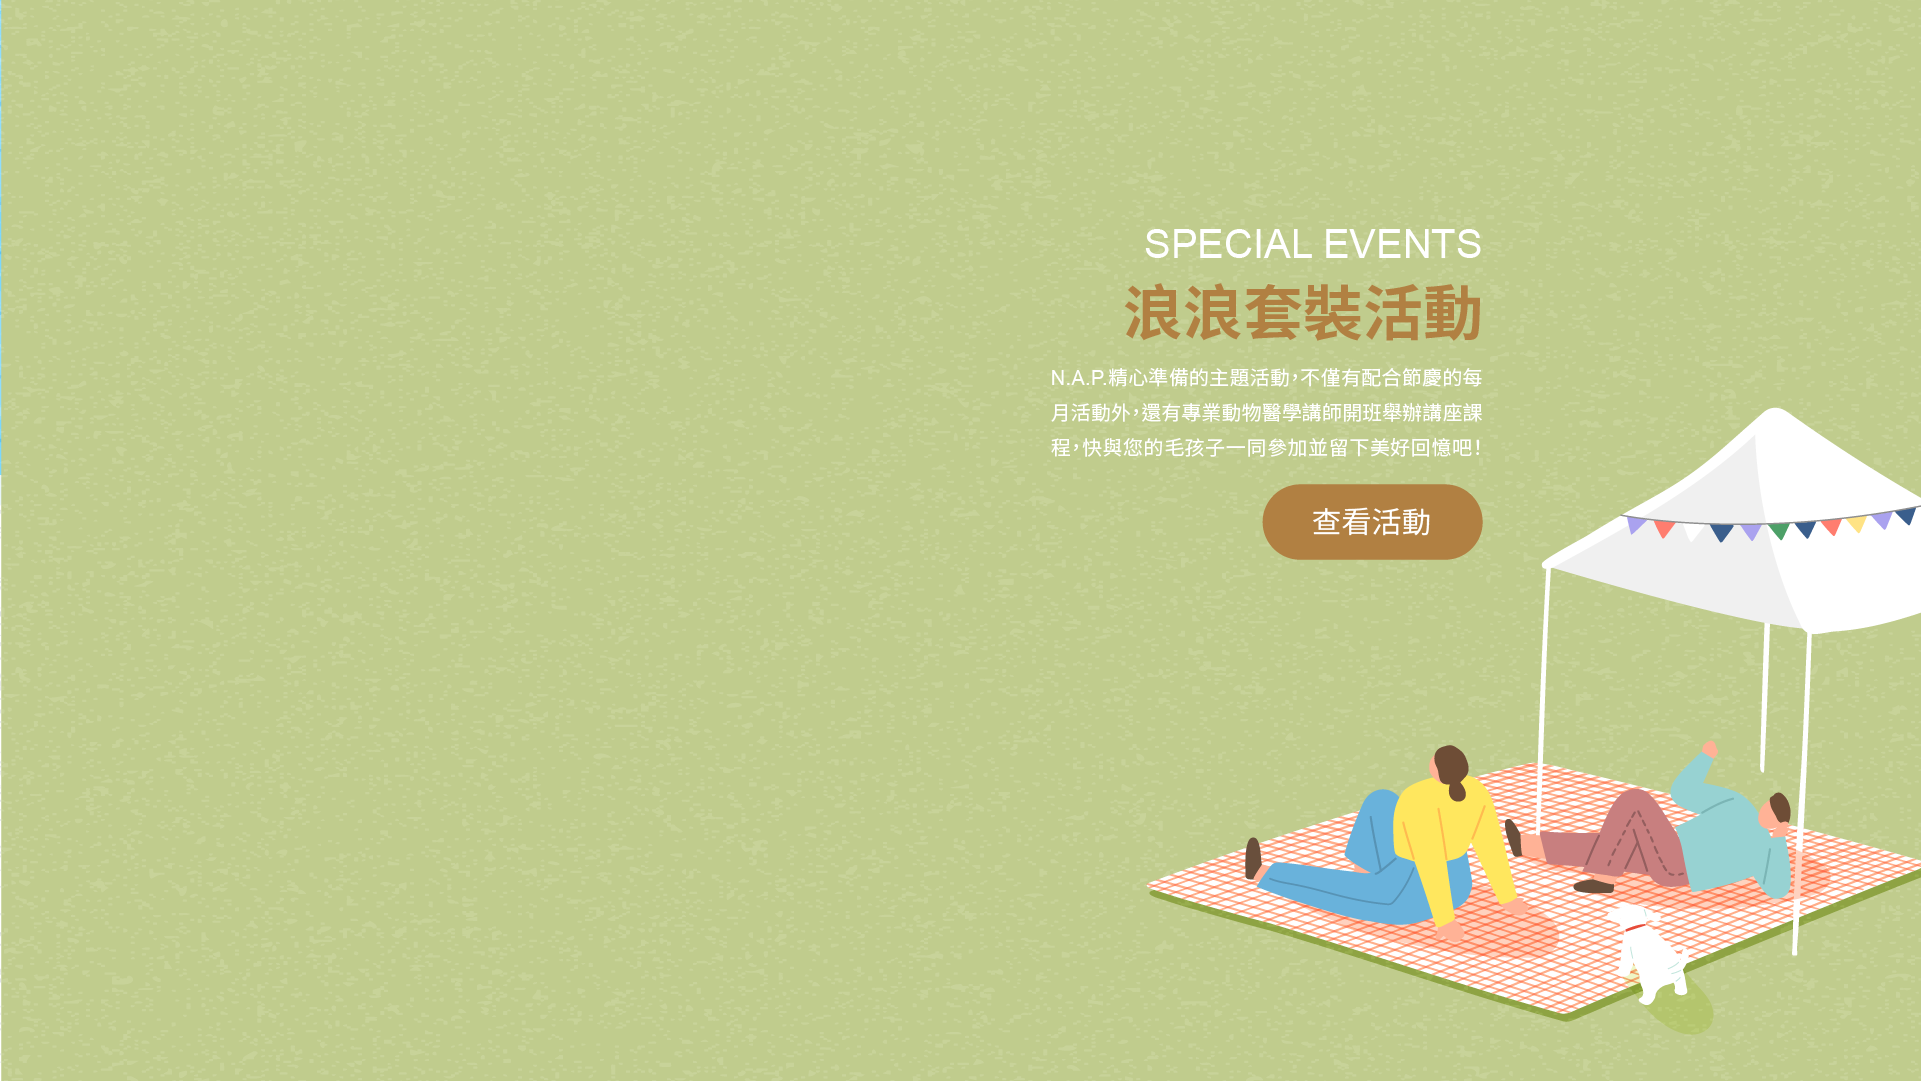 SPECIAL EVENTS
浪浪套裝活動
N.A.P.精心準備的主題活動，不僅有配合節慶的每
月活動外，還有專業動物醫學講師開班舉辦講座課
程，快與您的毛孩子一同參加並留下美好回憶吧！
查看活動